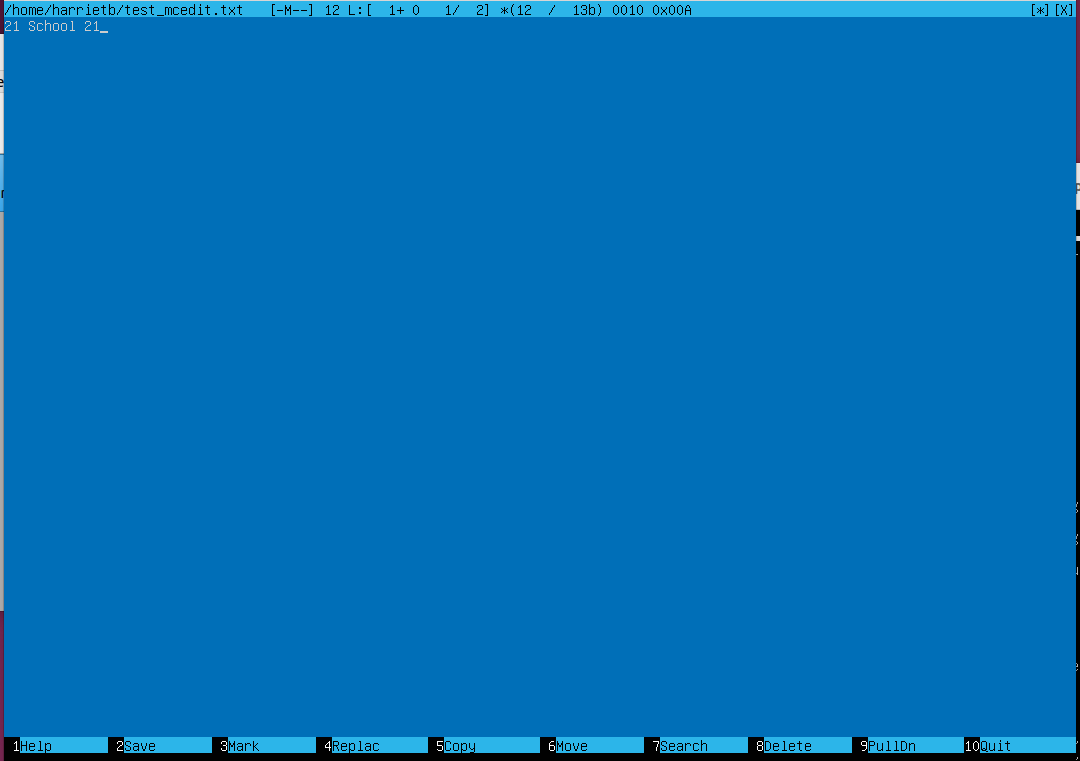 /home/harrietb/test_mcedit.txt [-M--] 12 L:[ 1+ 0 1/ 2] *(12 / 13b) 0010 0x00A [*][X]
21 School 21_
1Help 2Save 3Mark 4Replac 5Copy 6Move 7Search 8Delete 9PullDn 10Quit